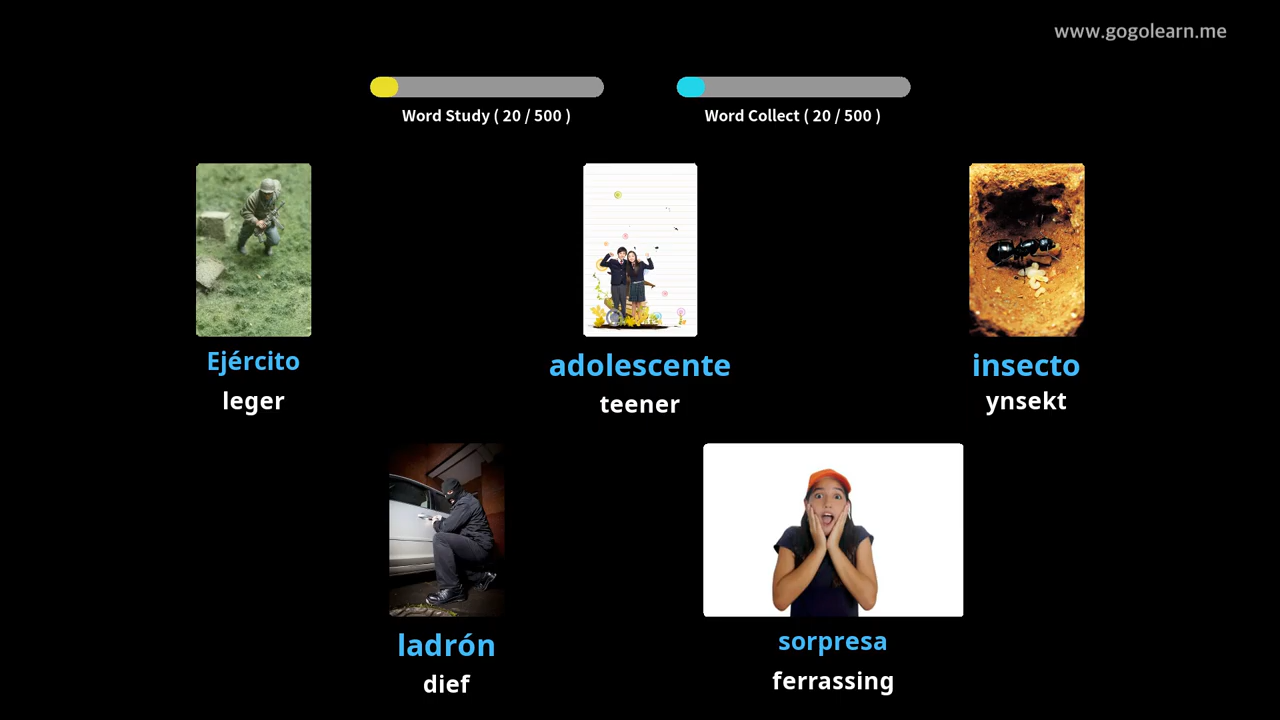 www.gogolearn.me
Word Study ( 20 / 500 )
Word Collect ( 20 / 500 )
Ejército
leger
adolescente
teener
insecto
ynsekt
ladrón
dief
sorpresa
ferrassing